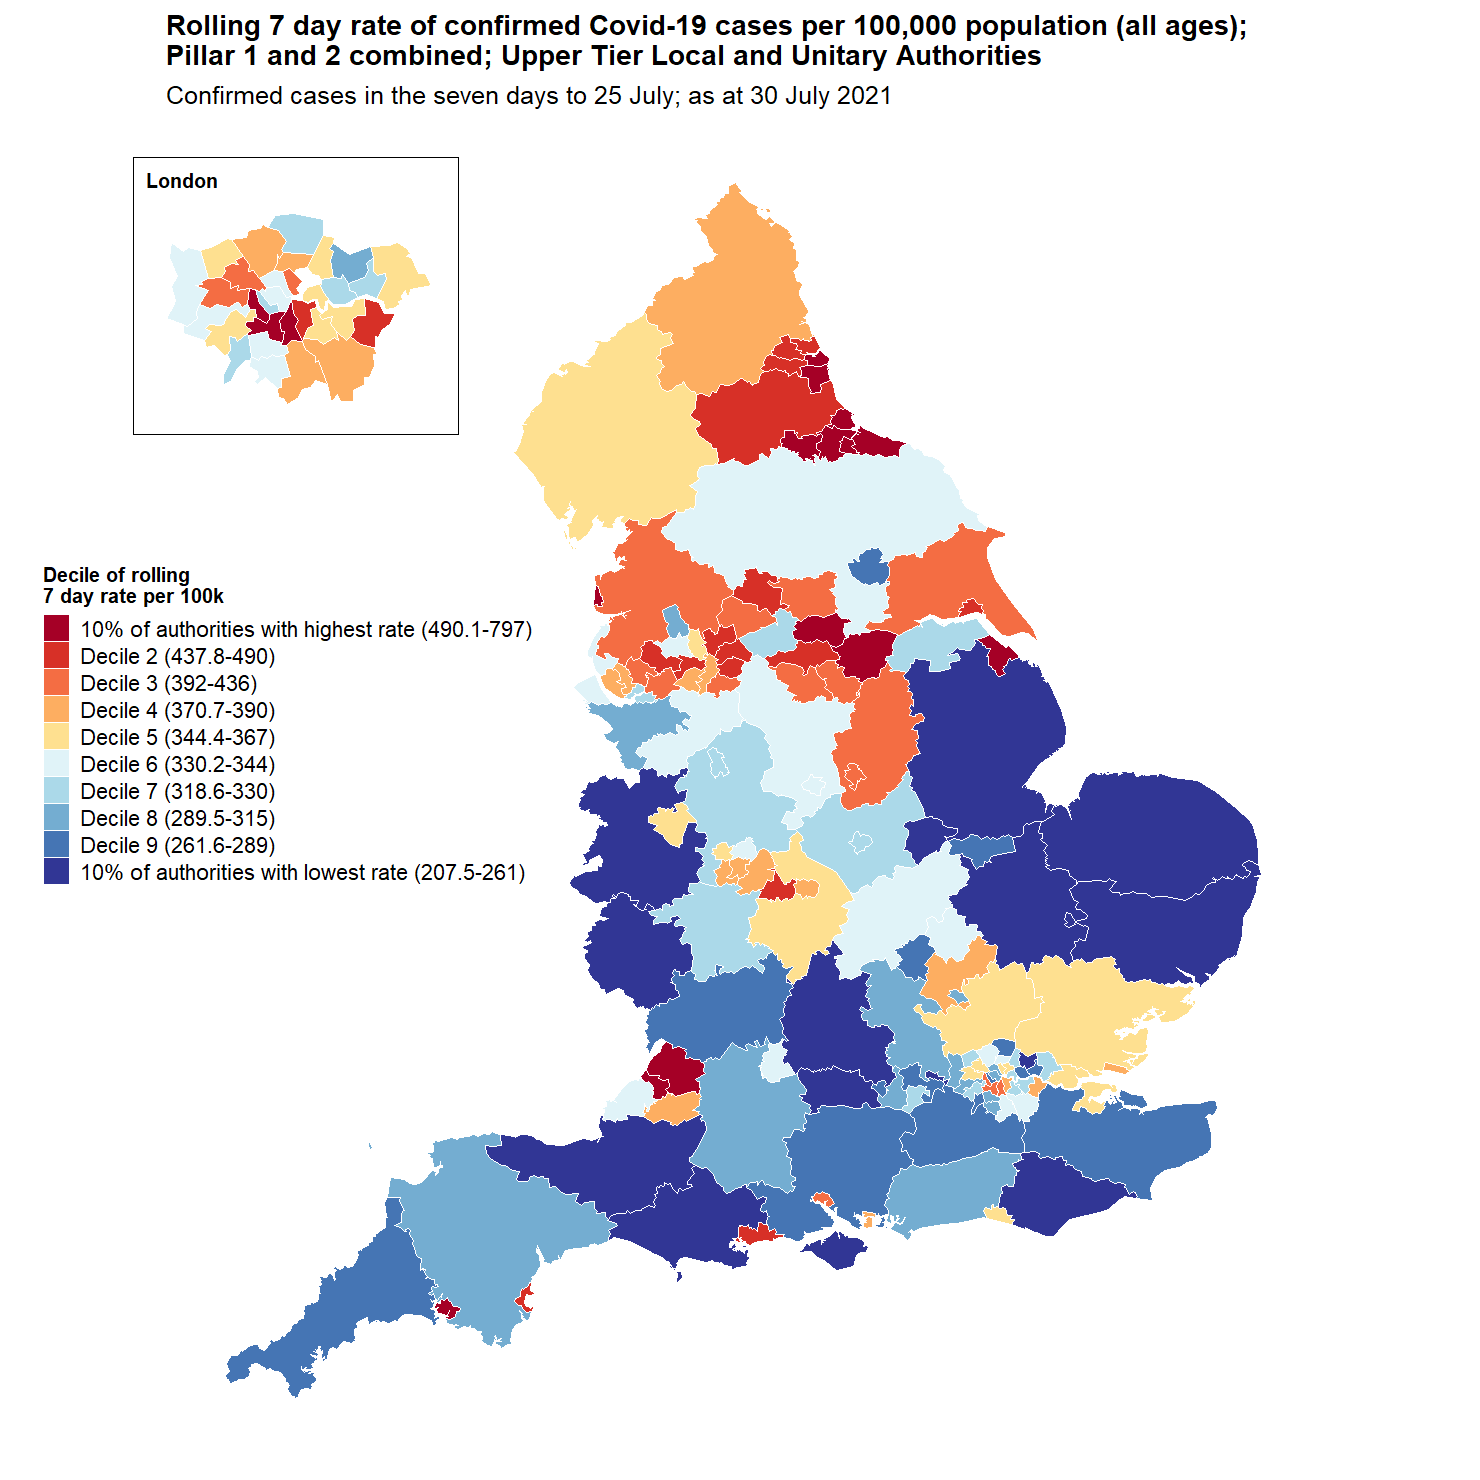 Rolling 7 day rate of confirmed Covid-19 cases per 100,000 population (all ages);
Pillar 1 and 2 combined; Upper Tier Local and Unitary Authorities
Confirmed cases in the seven days to 25 July; as at 30 July 2021
London
Decile of rolling
7 day rate per 100k
10% of authorities with highest rate (490.1-797)
Decile 2 (437.8-490)
Decile 3 (392-436)
Decile 4 (370.7-390)
Decile 5 (344.4-367)
Decile 6 (330.2-344)
Decile 7 (318.6-330)
Decile 8 (289.5-315)
Decile 9 (261.6-289)
10% of authorities with lowest rate (207.5-261)